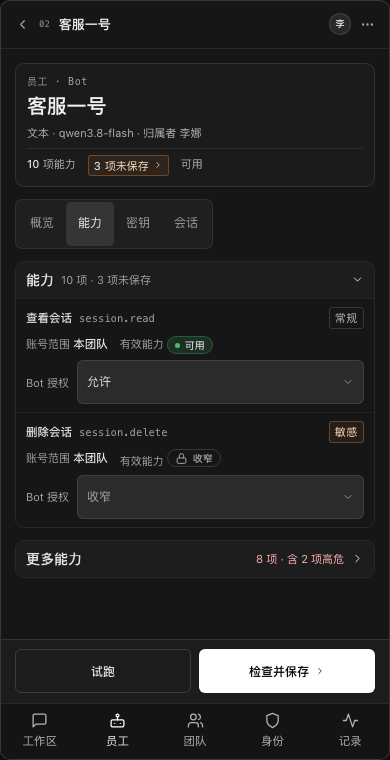 02 客服一号 李
员工 · Bot
客服一号
文本 · qwen3.8-flash · 归属者 李娜
10 项能力 3 项未保存 可用
概览 能力 密钥 会话
能力 10 项 · 3 项未保存
查看会话 session.read 常规
账号范围 本团队 有效能力 可用
Bot 授权 允许
删除会话 session.delete 敏感
账号范围 本团队 有效能力 收窄
Bot 授权 收窄
更多能力 8 项 · 含 2 项高危
试跑 检查并保存
工作区 员工 团队 身份 记录